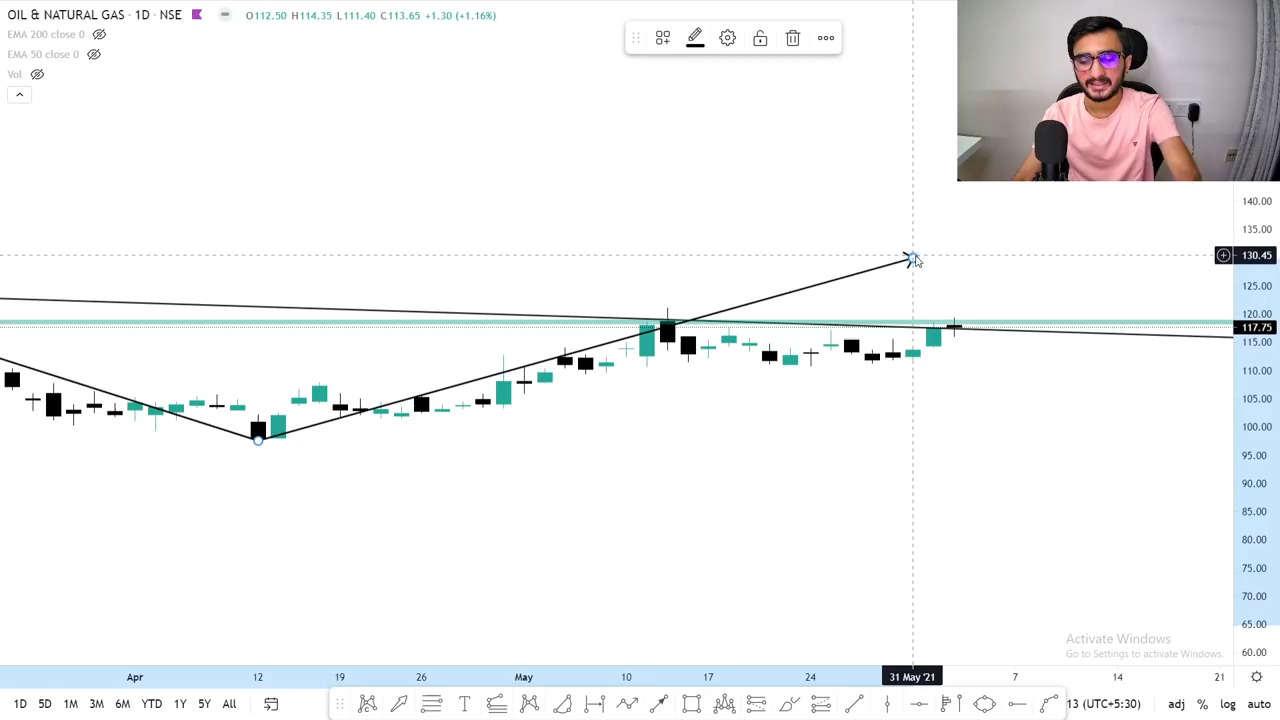 OIL & NATURAL GAS · 1D · NSE
O112.50 H114.35 L111.40 C113.65 +1.30 (+1.16%)
EMA 200 close 0
EMA 50 close 0
Vol
140.00
135.00
130.45
125.00
120.00
117.75
115.00
110.00
105.00
100.00
95.00
90.00
85.00
80.00
75.00
70.00
65.00
60.00
Activate Windows
Go to Settings to activate Windows.
Apr 12 19 26 May 10 17 24 31 May '21 7 14 21
1D 5D 1M 3M 6M YTD 1Y 5Y All
T
13 (UTC+5:30) adj % log auto